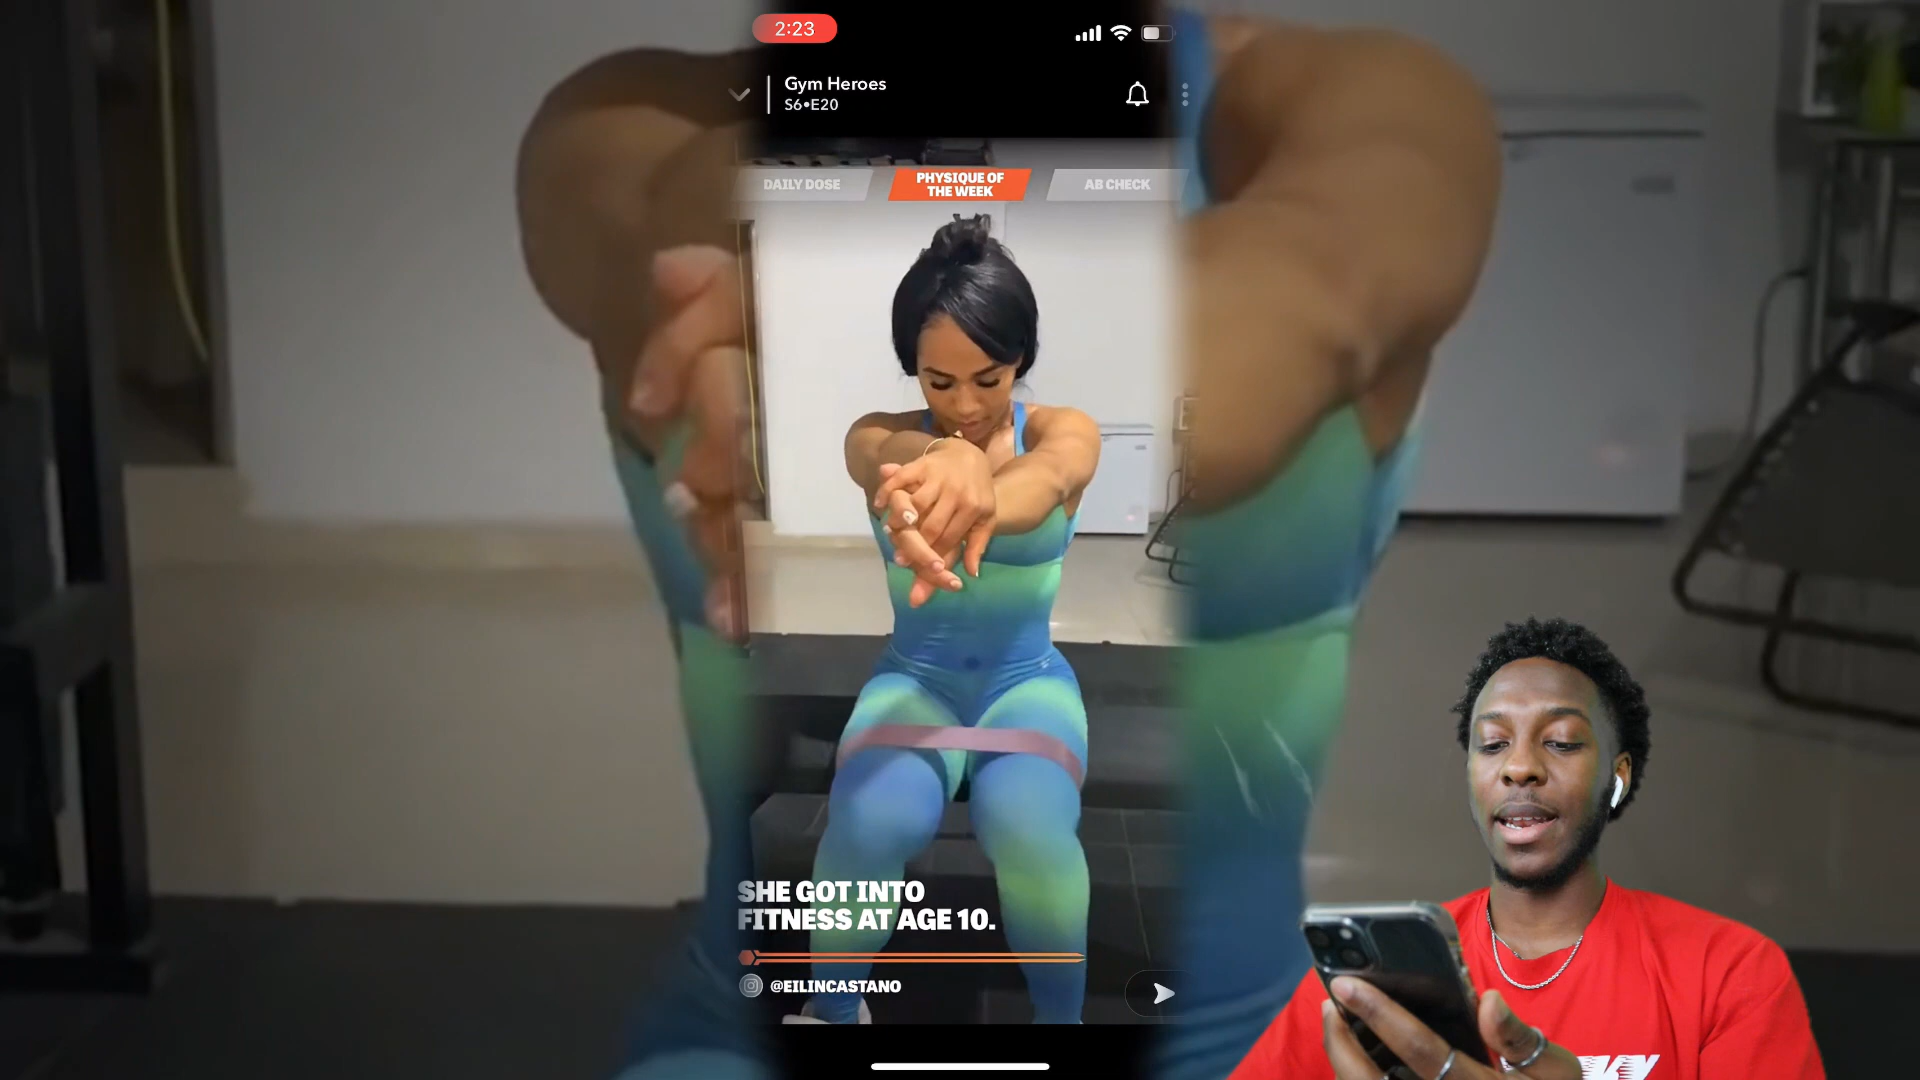 2:23
Gym Heroes
S6•E20
DAILY DOSE
PHYSIQUE OF
THE WEEK
AB CHECK
SHE GOT INTO
FITNESS AT AGE 10.
@EILINCASTANO